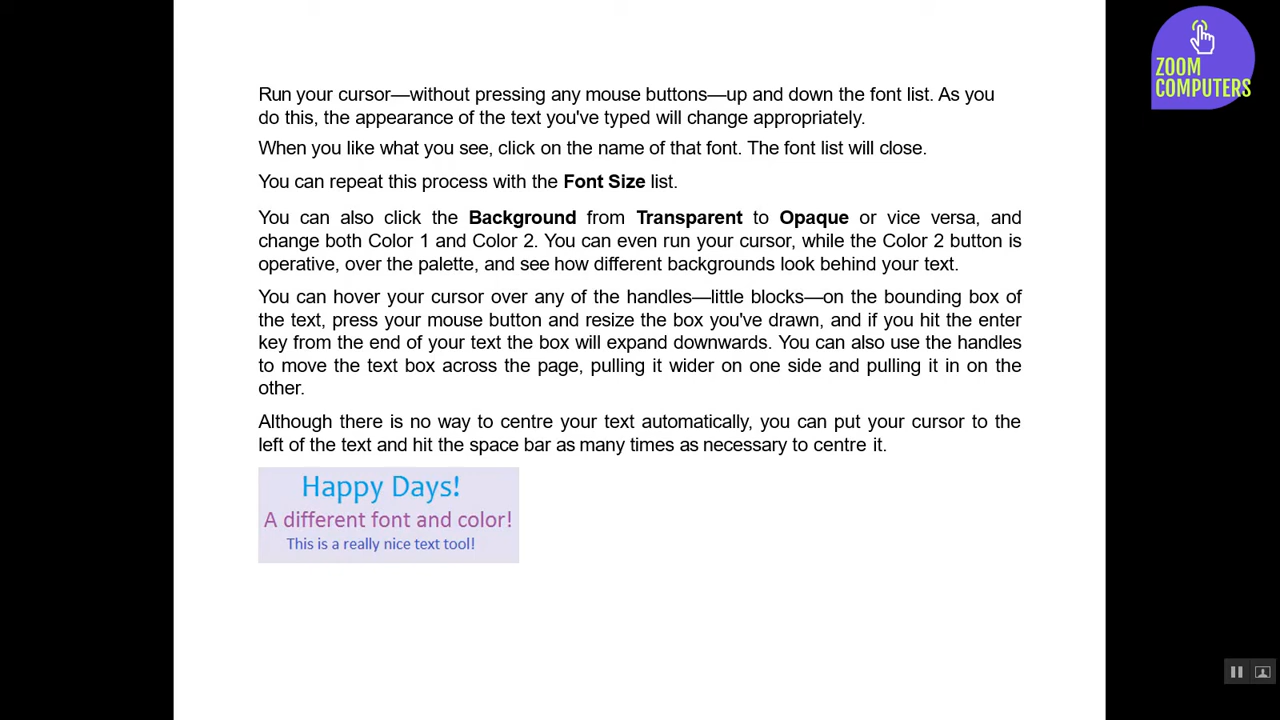 ZOOM
COMPUTERS
Run your cursor—without pressing any mouse buttons—up and down the font list. As you
do this, the appearance of the text you've typed will change appropriately.
When you like what you see, click on the name of that font. The font list will close.
You can repeat this process with the Font Size list.
You can also click the Background from Transparent to Opaque or vice versa, and
change both Color 1 and Color 2. You can even run your cursor, while the Color 2 button is
operative, over the palette, and see how different backgrounds look behind your text.
You can hover your cursor over any of the handles—little blocks—on the bounding box of
the text, press your mouse button and resize the box you've drawn, and if you hit the enter
key from the end of your text the box will expand downwards. You can also use the handles
to move the text box across the page, pulling it wider on one side and pulling it in on the
other.
Although there is no way to centre your text automatically, you can put your cursor to the
left of the text and hit the space bar as many times as necessary to centre it.
Happy Days!
A different font and color!
This is a really nice text tool!